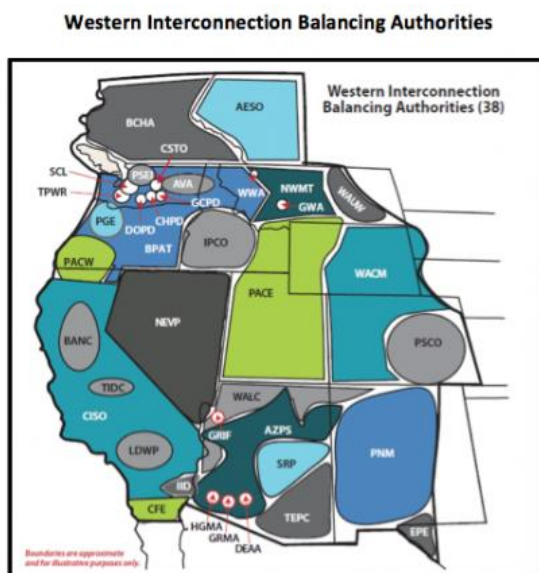 Western Interconnection Balancing Authorities
Western Interconnection
Balancing Authorities (38)
AESO
BCHA
CSTO
SCL
PSEI
TPWR
AVA
WWA
NWMT
GWA
WAUW
GCPD
PGE
CHPD
DOPD
BPAT
IPCO
PACW
WACM
PACE
NEVP
BANC
PSCO
TIDC
CISO
WALC
GRIF
AZPS
LDWP
SRP
PNM
IID
CFE
TEPC
EPE
HGMA
GRMA
DEAA
Boundaries are approximate
and for illustrative purposes only.